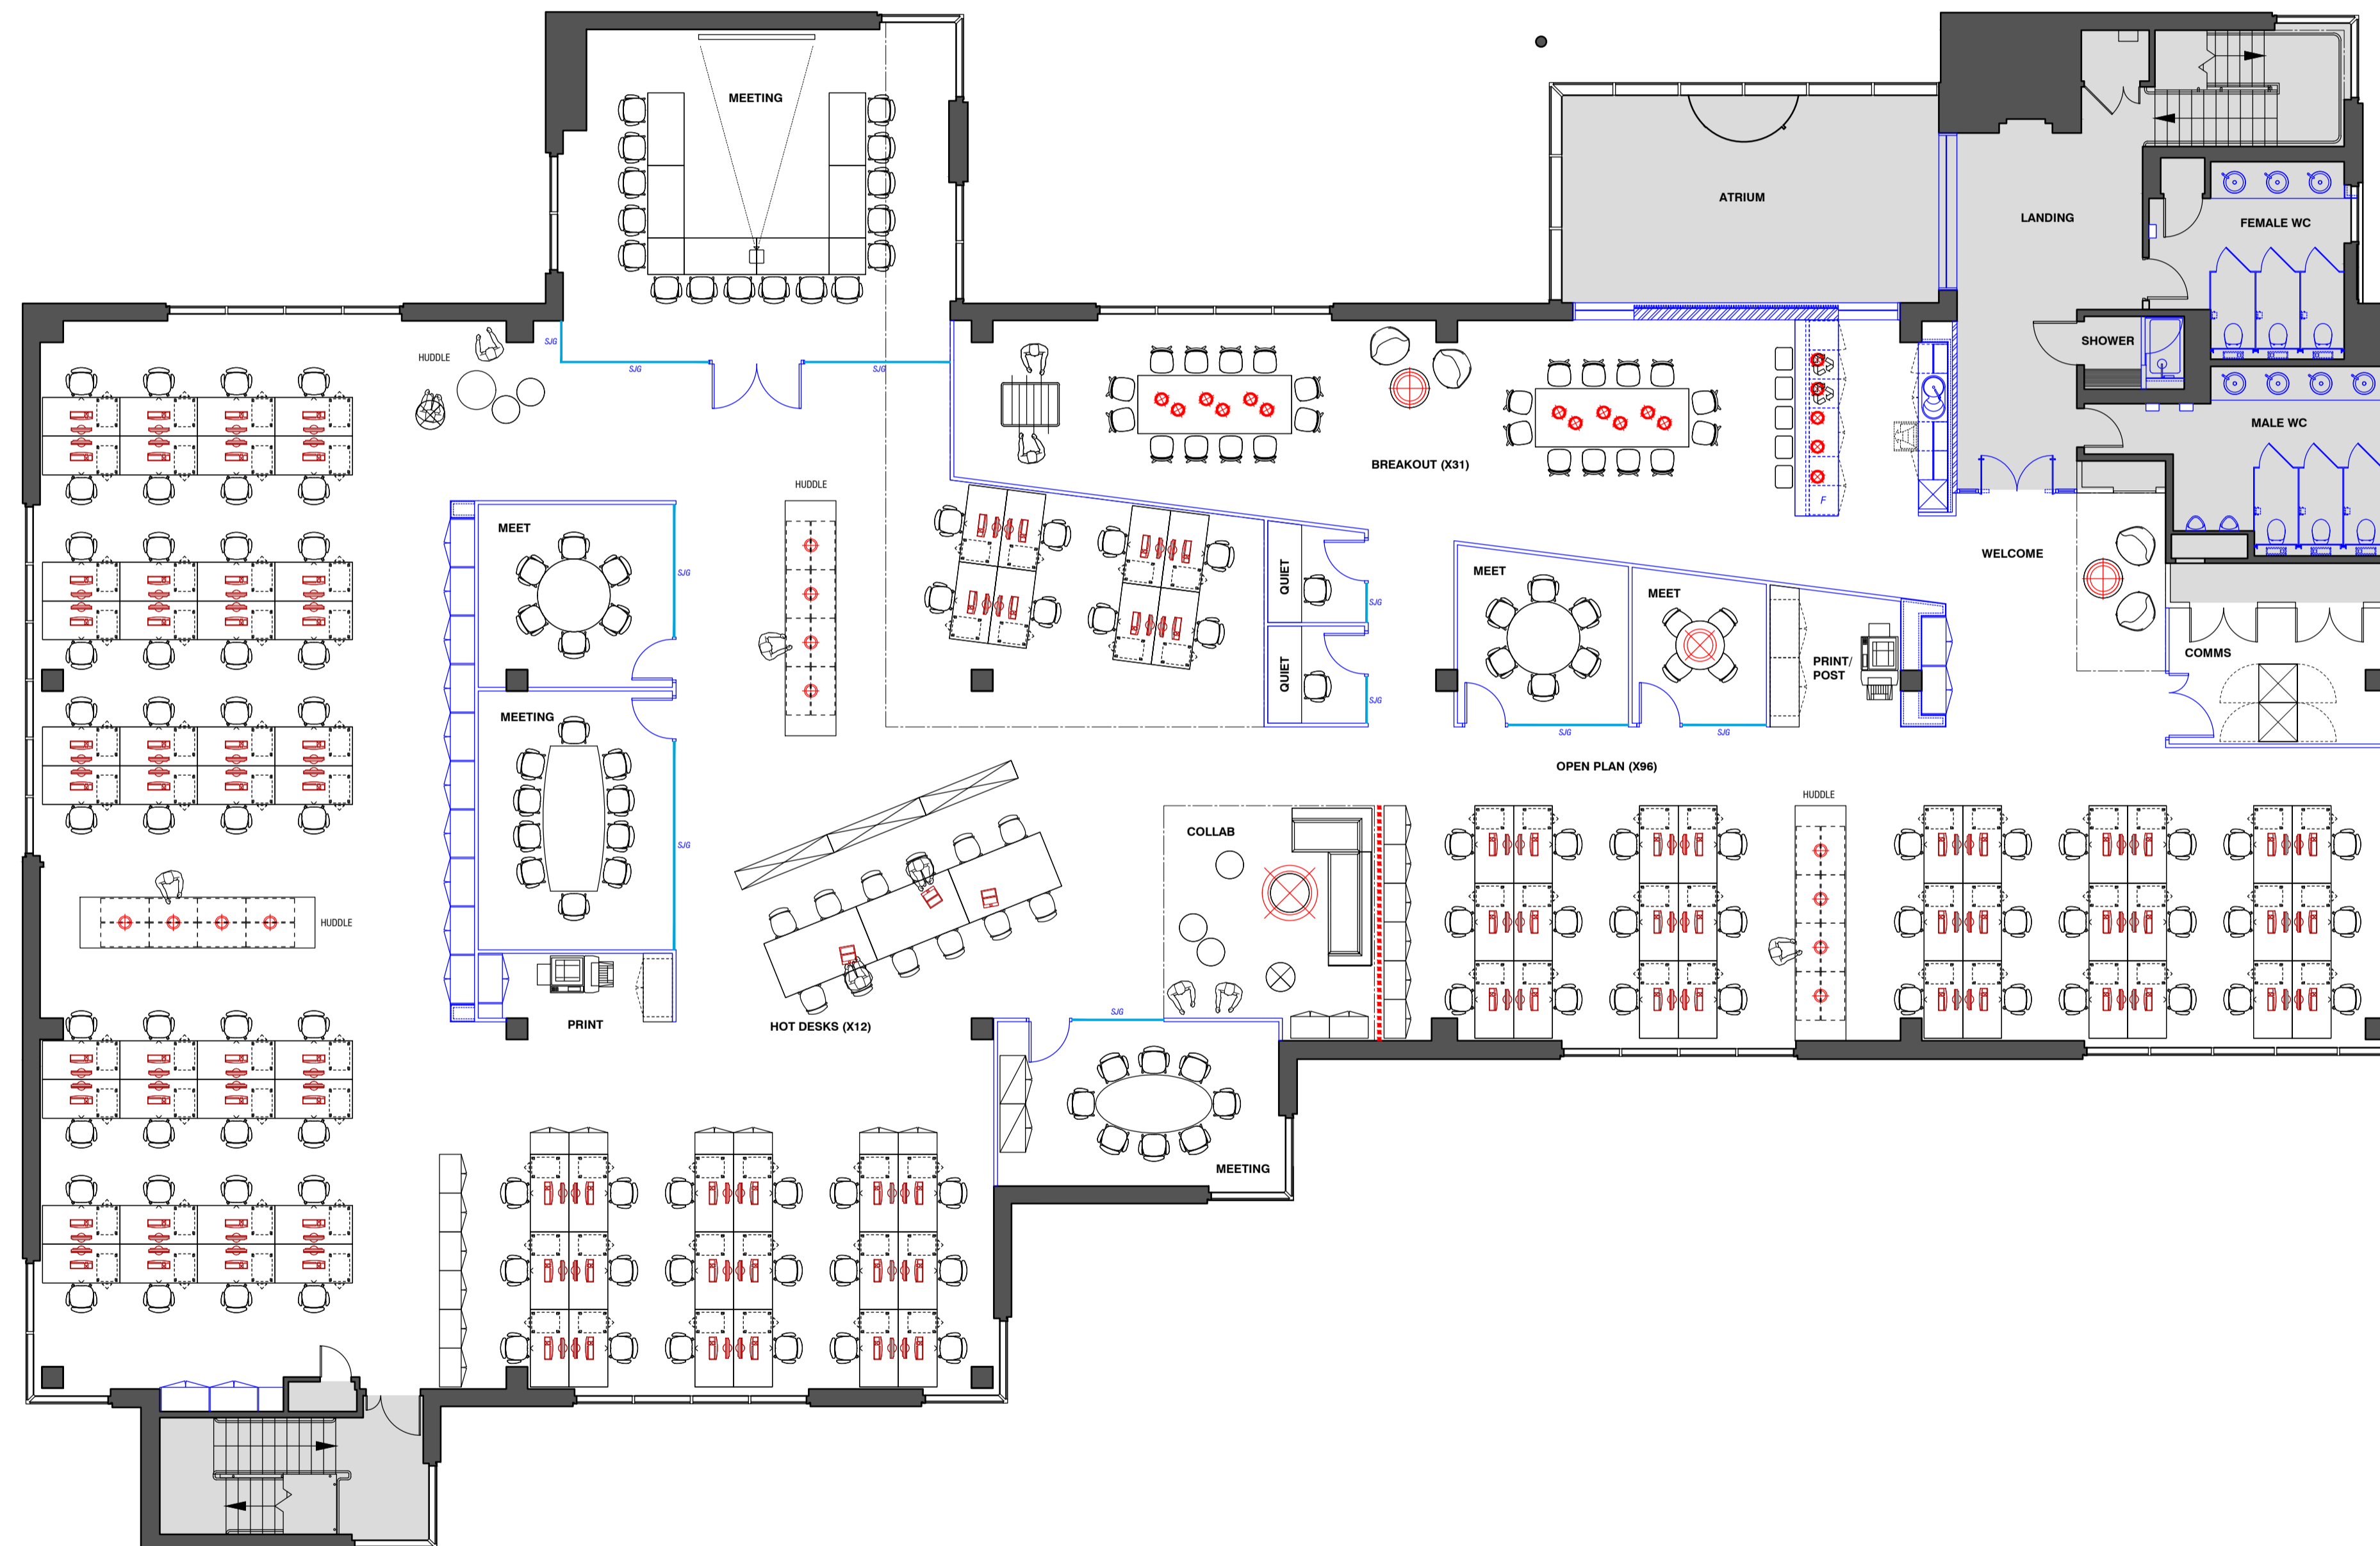 MEETING
ATRIUM
LANDING
FEMALE WC
SHOWER
MALE WC
HUDDLE
SJG
SJG
SJG
BREAKOUT (X31)
F
HUDDLE
MEET
SJG
QUIET
SJG
QUIET
SJG
MEET
MEET
WELCOME
PRINT/
POST
COMMS
SJG
SJG
MEETING
SJG
OPEN PLAN (X96)
HUDDLE
COLLAB
HUDDLE
PRINT
HOT DESKS (X12)
SJG
MEETING